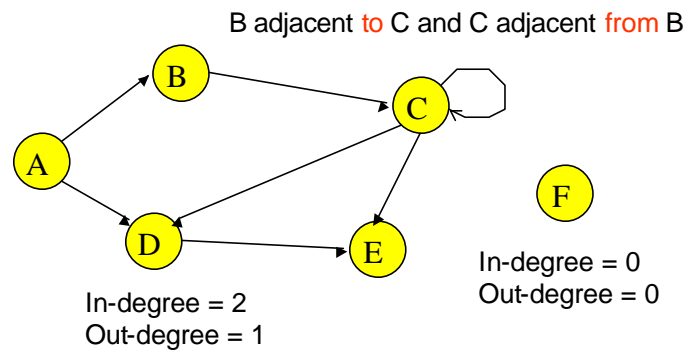 B adjacent to C and C adjacent from B
B
C
A
F
D
E
In-degree = 0
Out-degree = 0
In-degree = 2
Out-degree = 1